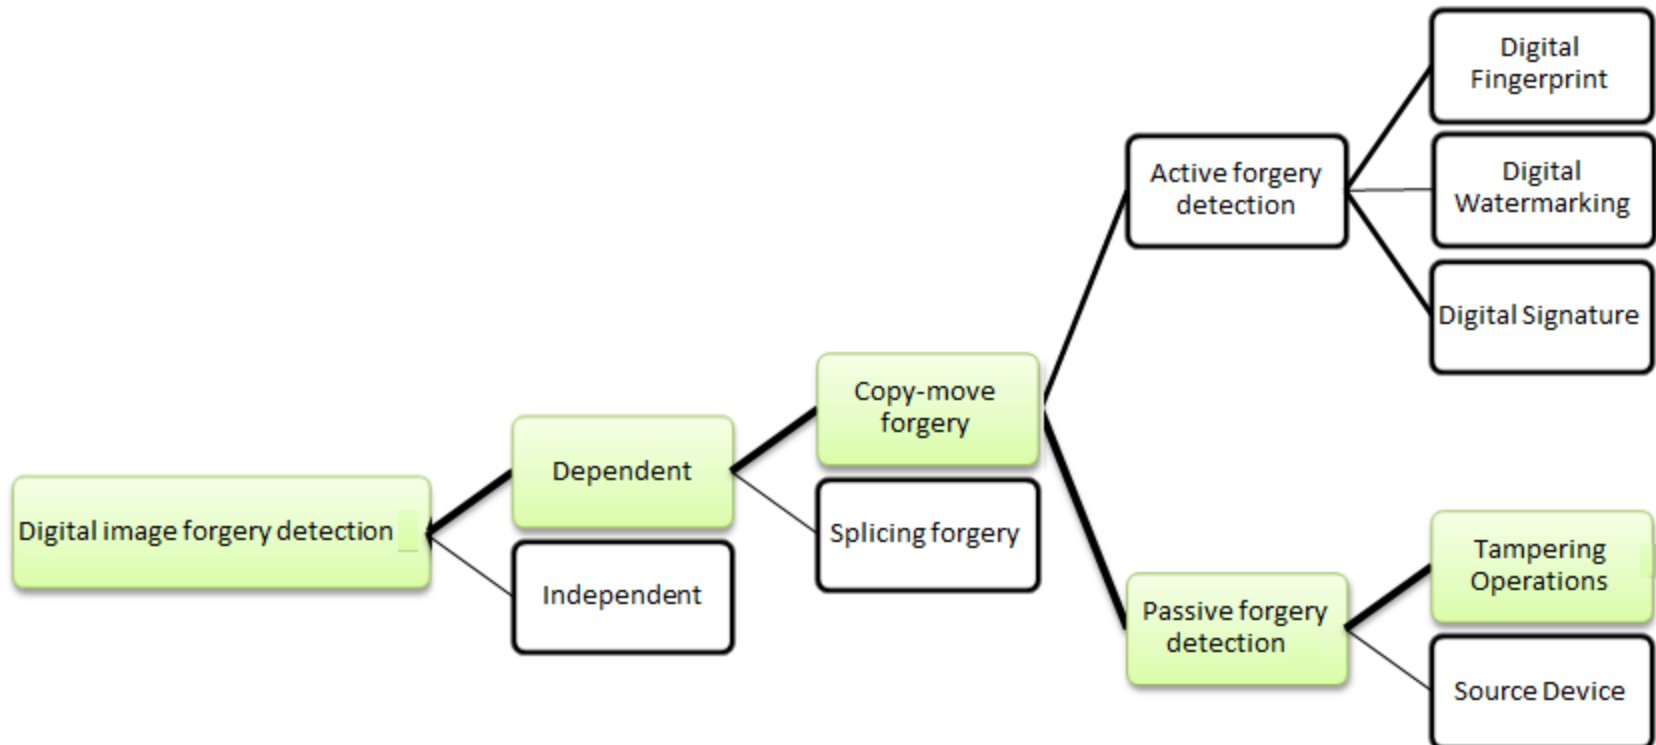 Digital image forgery detection
Dependent
Independent
Copy-move
forgery
Splicing forgery
Active forgery
detection
Passive forgery
detection
Digital
Fingerprint
Digital
Watermarking
Digital Signature
Tampering
Operations
Source Device